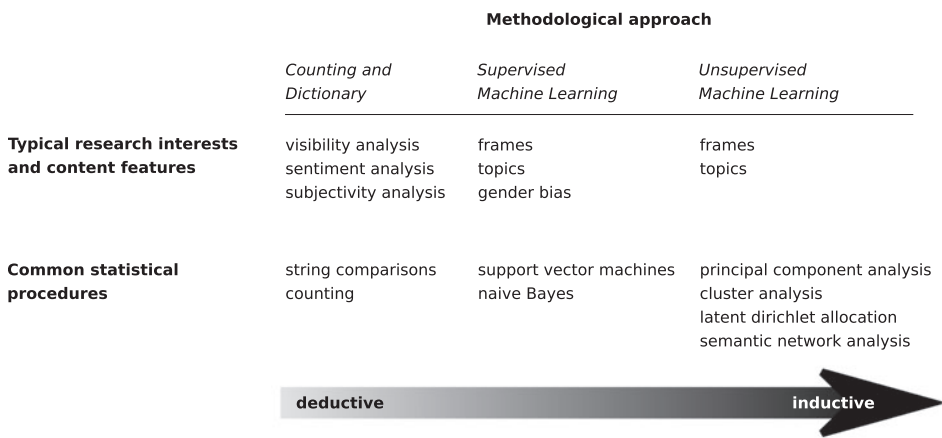 Methodological approach
Counting and Dictionary
Supervised Machine Learning
Unsupervised Machine Learning
Typical research interests and content features
visibility analysis
sentiment analysis
subjectivity analysis
frames
topics
gender bias
frames
topics
Common statistical procedures
string comparisons
counting
support vector machines
naive Bayes
principal component analysis
cluster analysis
latent dirichlet allocation
semantic network analysis
deductive
inductive